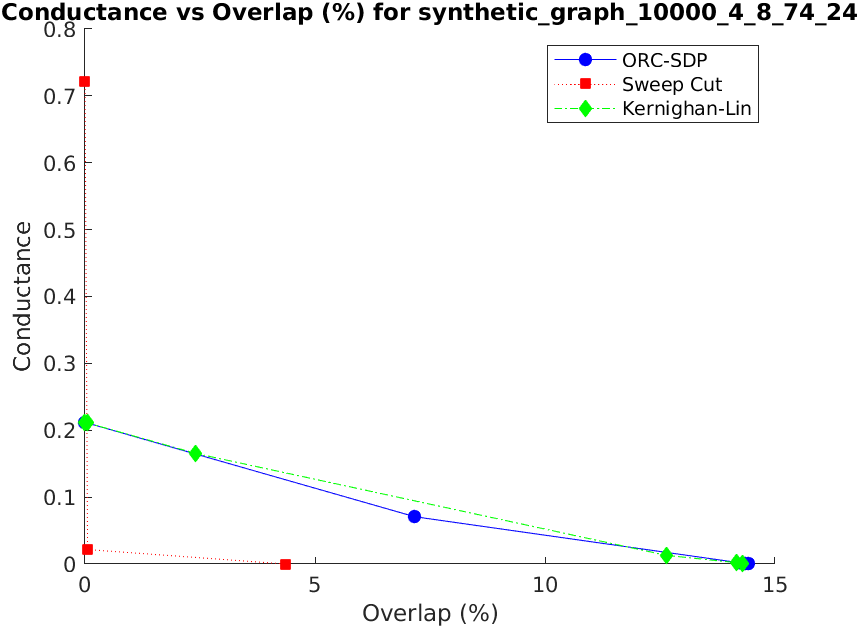 Conductance vs Overlap (%) for synthetic_graph_10000_4_8_74_24
0.8
0.7
0.6
0.5
0.4
0.3
0.2
0.1
0
Conductance
ORC-SDP
Sweep Cut
Kernighan-Lin
0 5 10 15
Overlap (%)